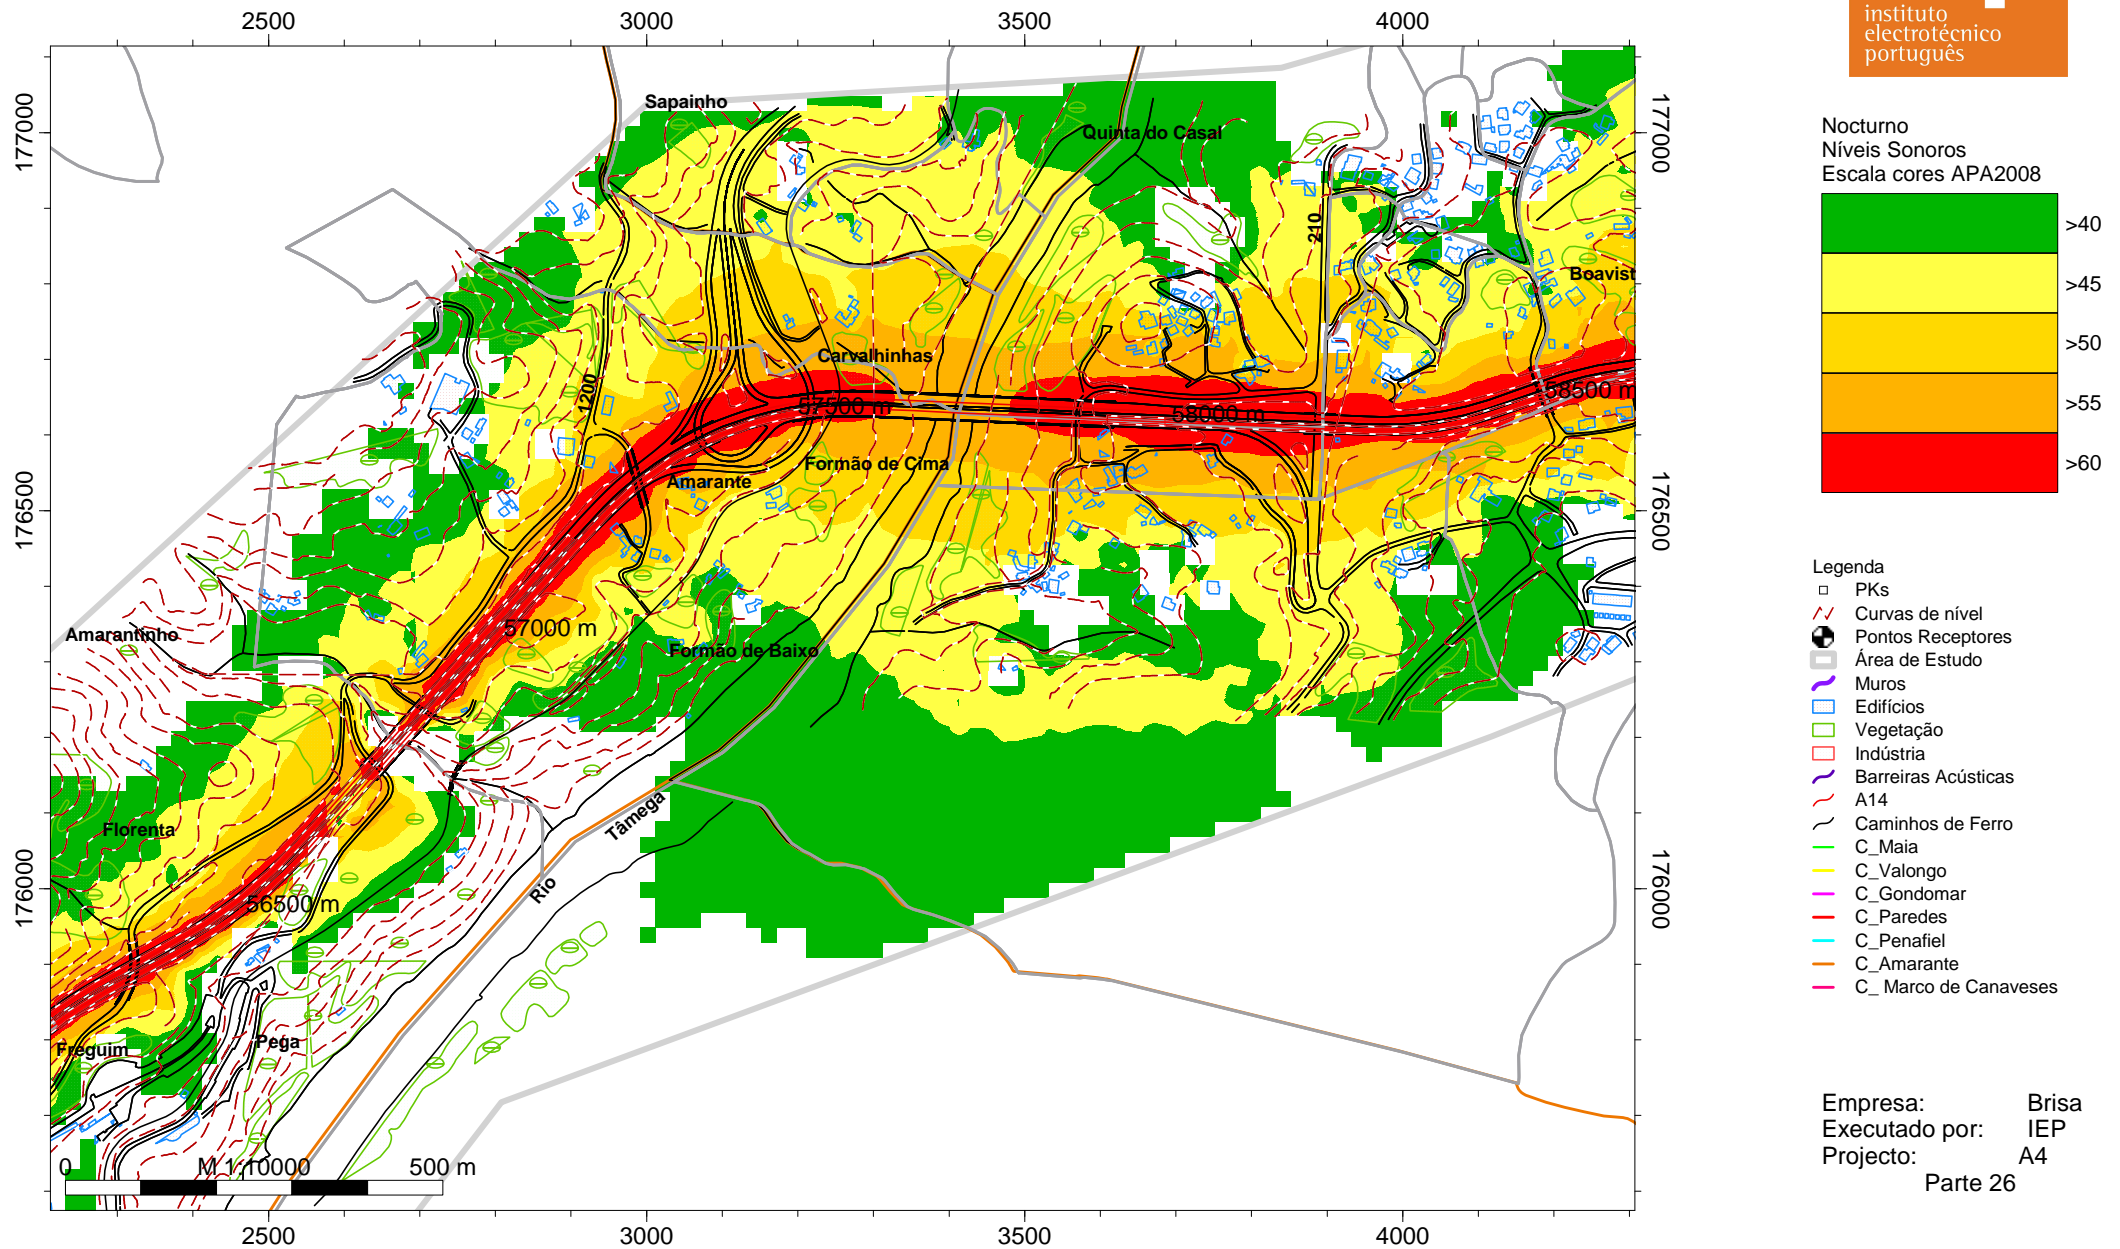 2500 3000 3500 4000
instituto
electrotécnico
português
177000
177000
Sapainho
Quinta do Casal
Nocturno
Níveis Sonoros
Escala cores APA2008
>40
>45
>50
>55
>60
210
Boavist
Carvalhinhas
1200
57500 m
58000 m
58500 m
Formão de Cima
Amarante
176500
176500
57000 m
Amarantinho
Formão de Baixo
Legenda
PKs
Curvas de nível
Pontos Receptores
Área de Estudo
Muros
Edifícios
Vegetação
Indústria
Barreiras Acústicas
A14
Caminhos de Ferro
C_Maia
C_Valongo
C_Gondomar
C_Paredes
C_Penafiel
C_Amarante
C_ Marco de Canaveses
Florenta
Tâmega
Rio
56500 m
176000
176000
Freguim
Pega
0 M 1:10000 500 m
2500 3000 3500 4000
Empresa: Brisa
Executado por: IEP
Projecto: A4
Parte 26